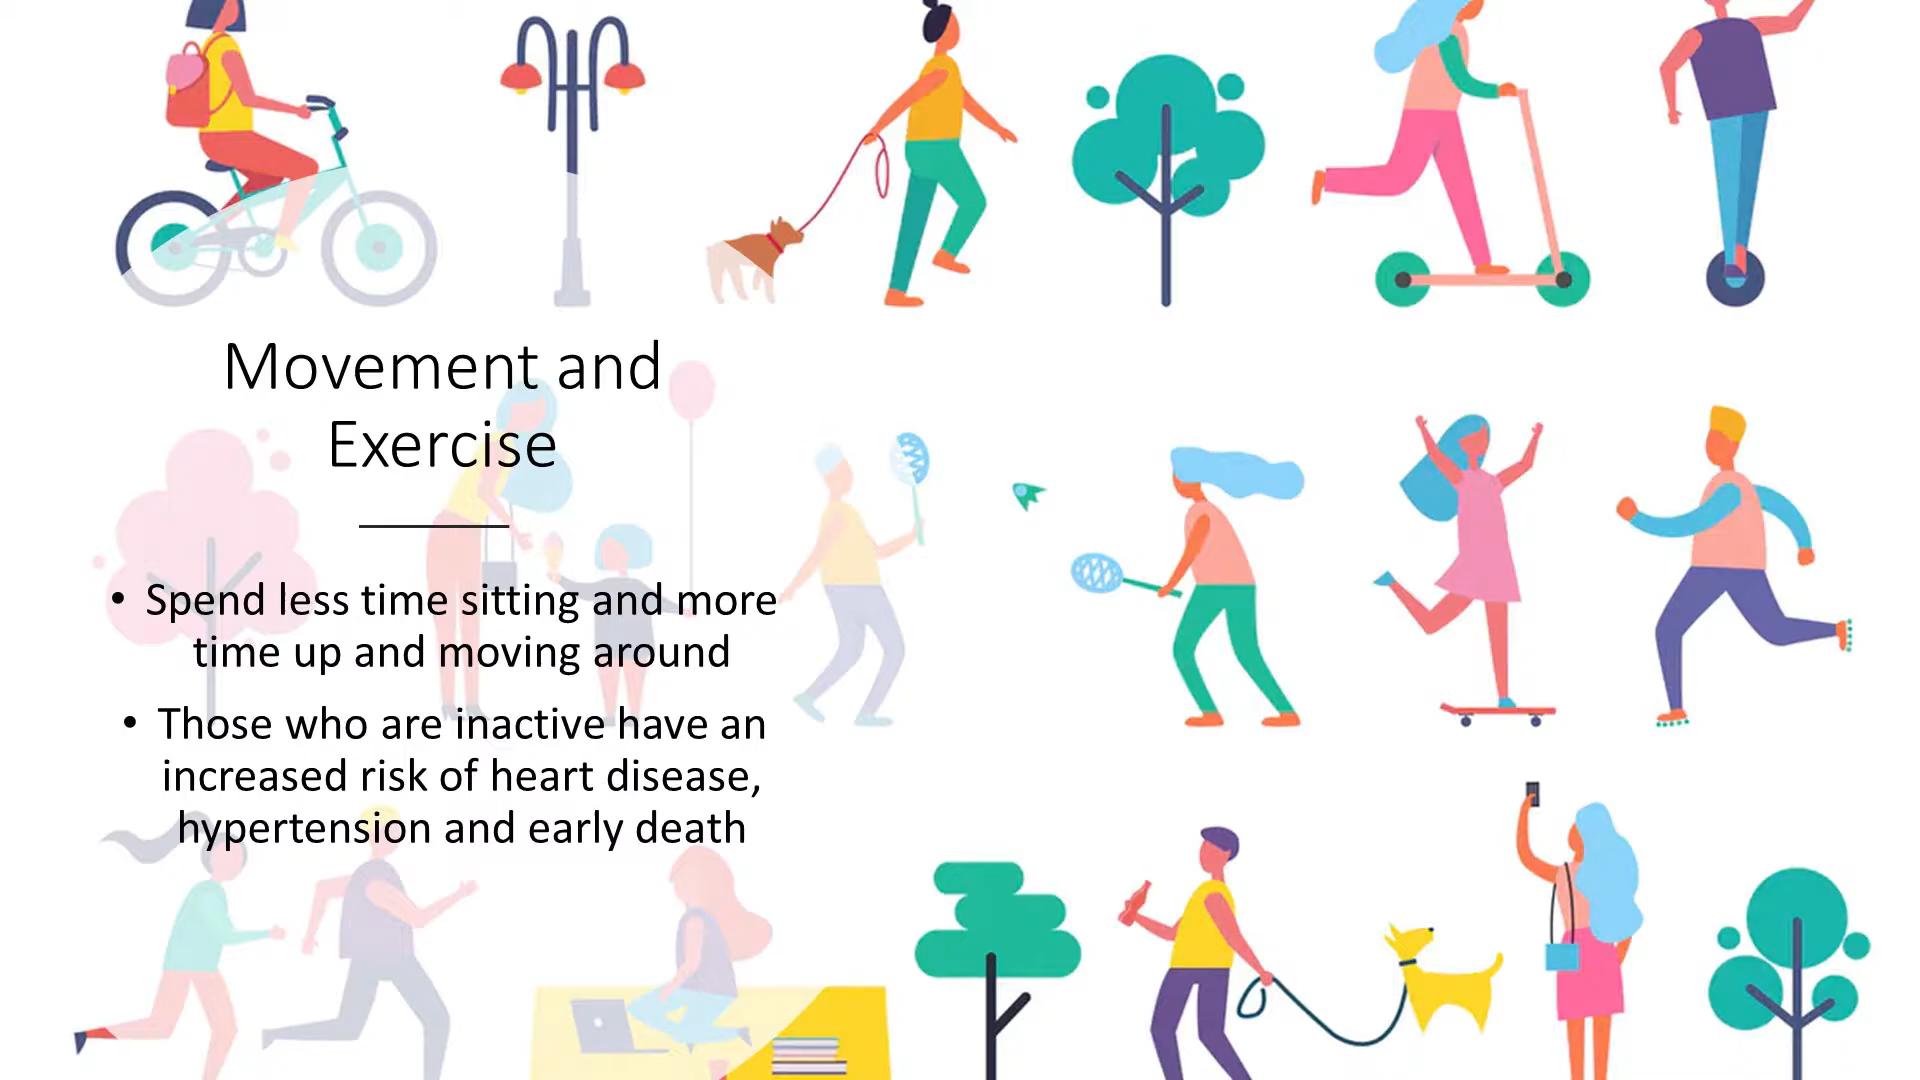 Movement and
Exercise
• Spend less time sitting and more
time up and moving around
• Those who are inactive have an
increased risk of heart disease,
hypertension and early death